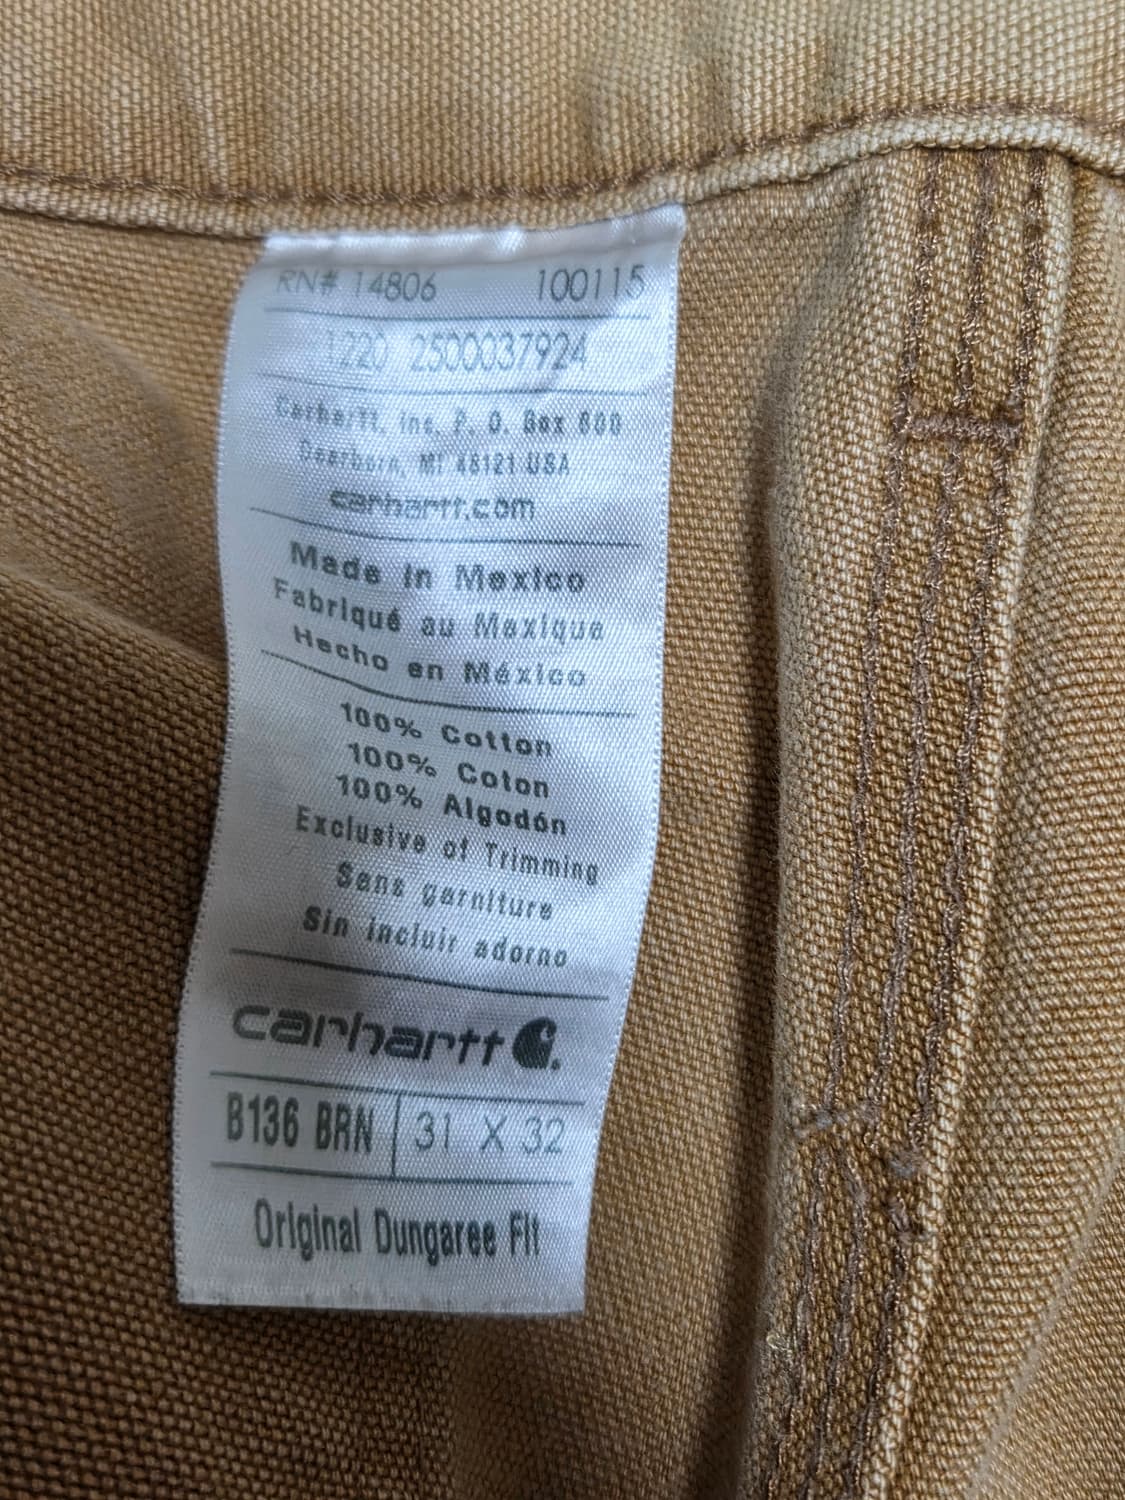 RN# 14806 100115
1220 2500037924
Carhartt, Inc. P. O. Box 600
Dearborn, MI 48121 USA
carhartt.com
Made in Mexico
Fabriqué au Mexique
Hecho en México
100% Cotton
100% Coton
100% Algodón
Exclusive of Trimming
Sans garniture
Sin incluir adorno
carhartt
B136 BRN 31 X 32
Original Dungaree Fit